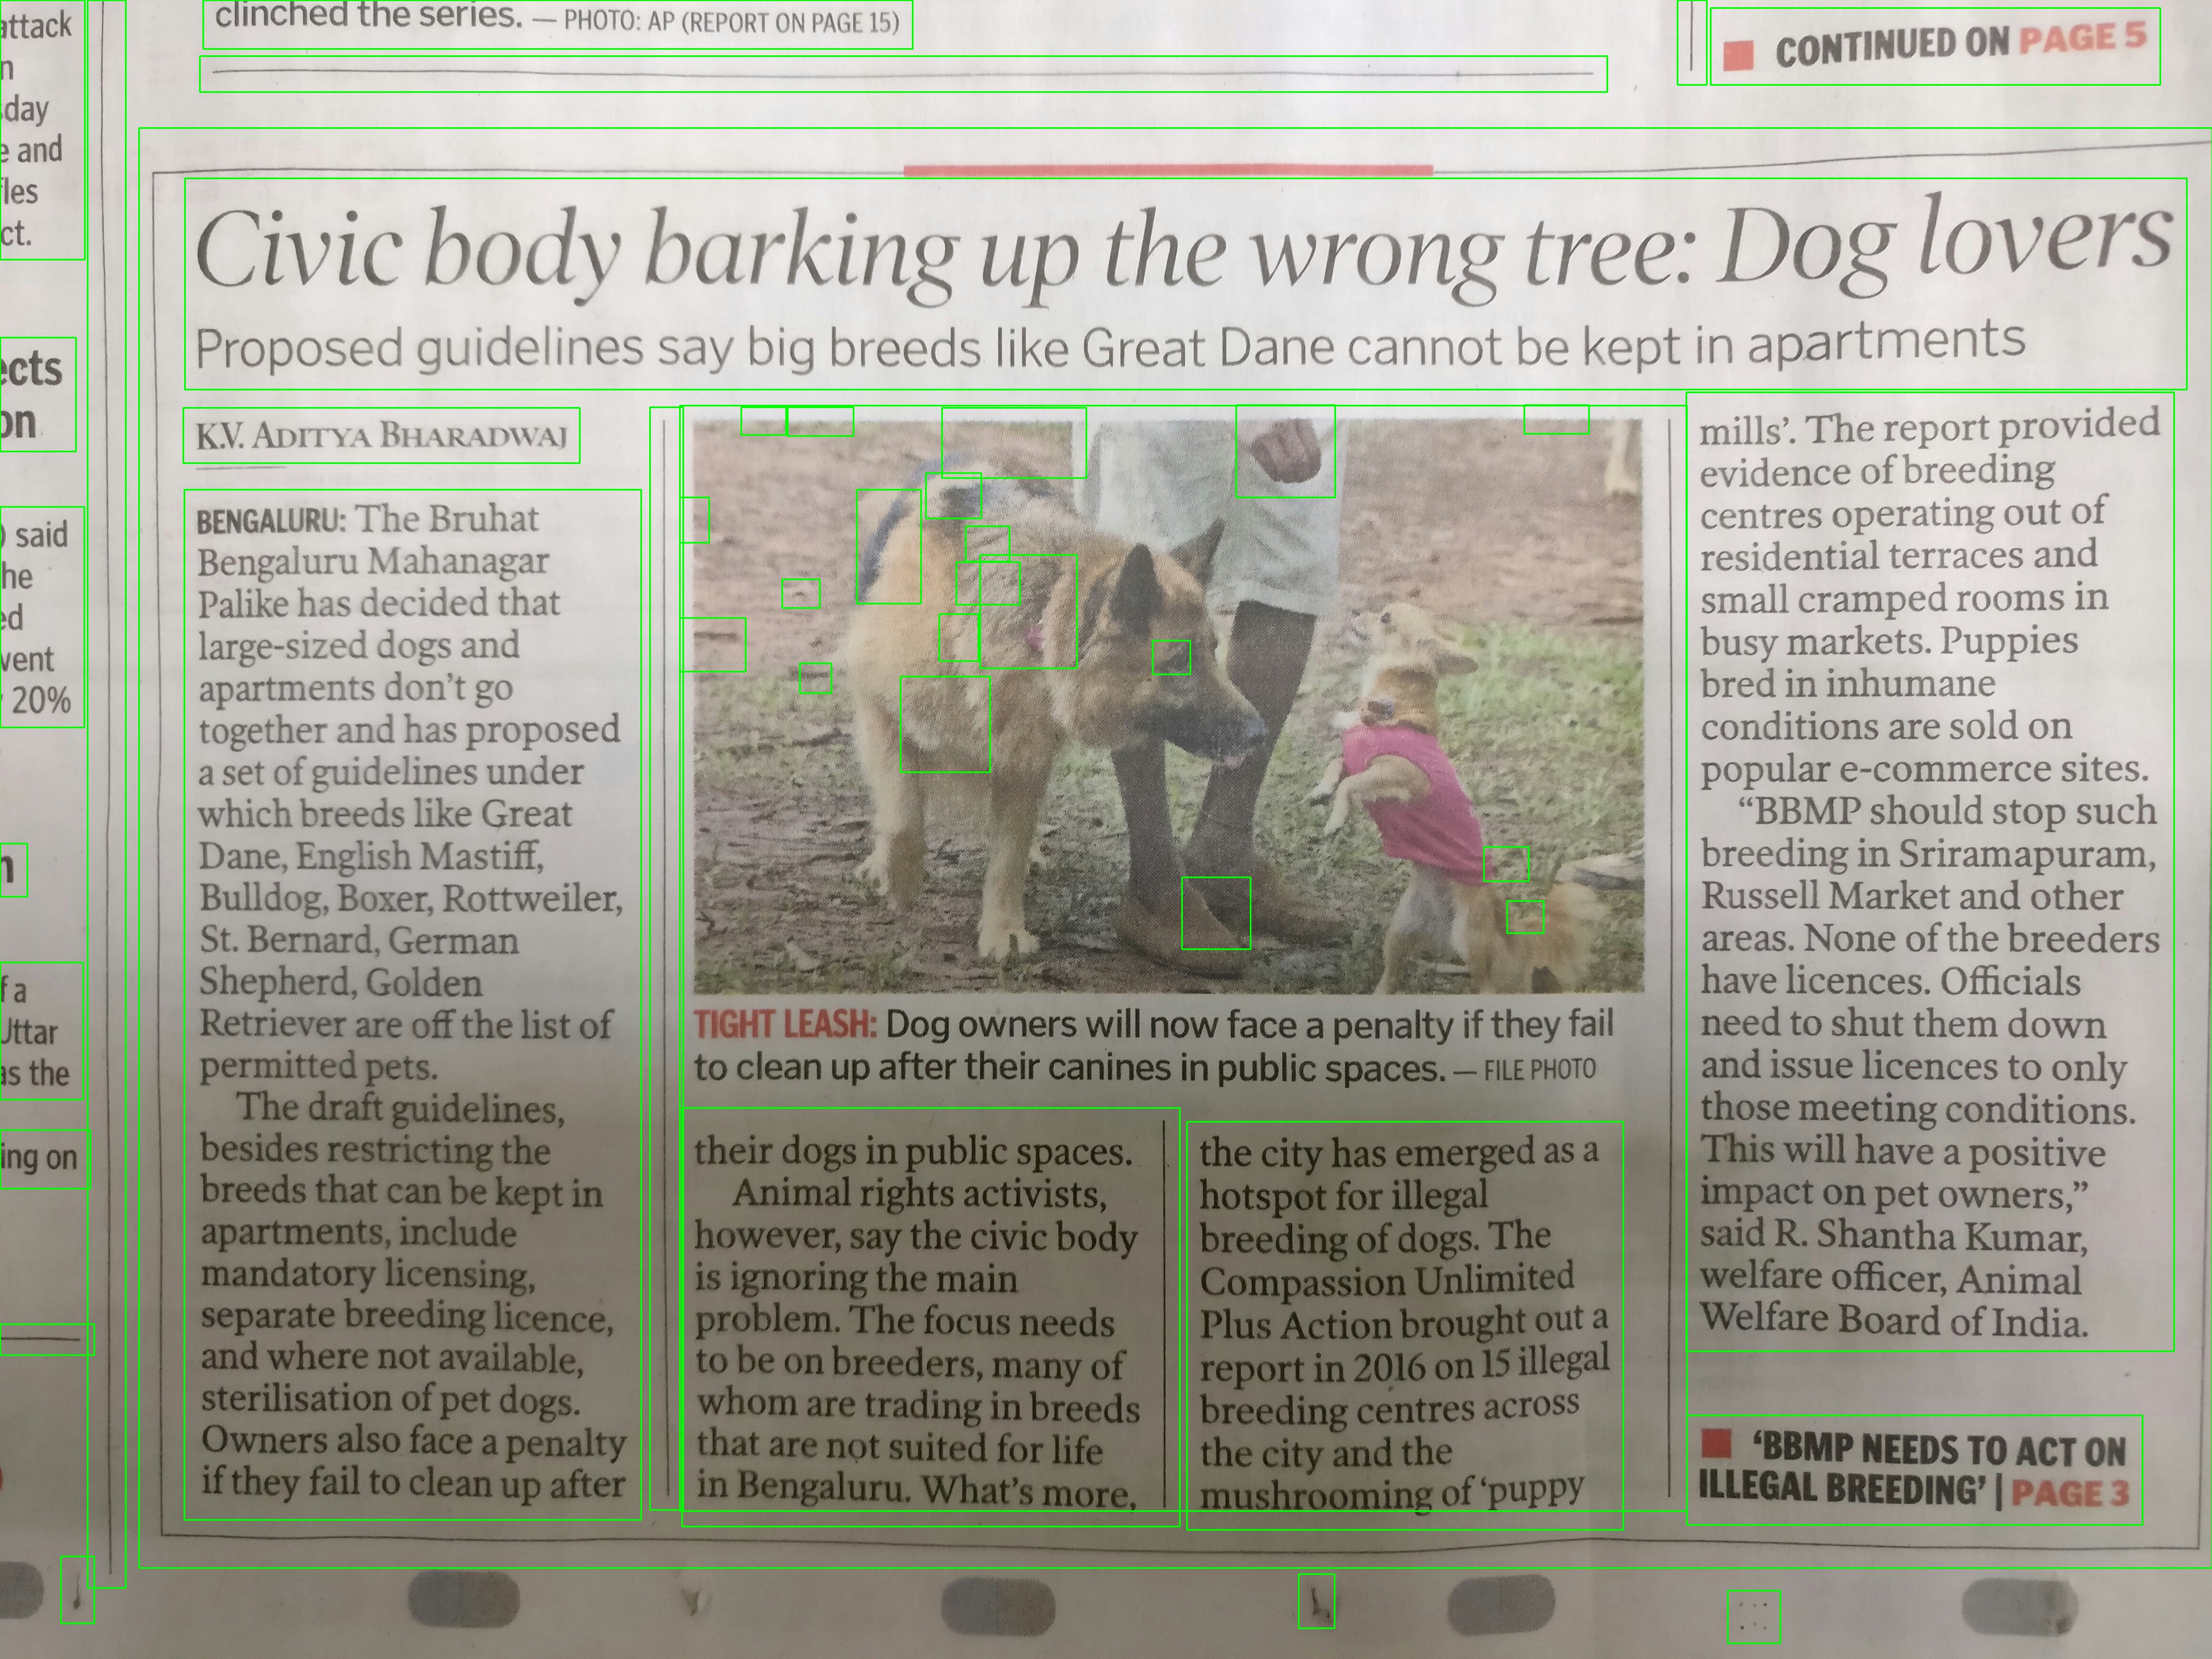 clinched the series. — PHOTO: AP (REPORT ON PAGE 15)
CONTINUED ON PAGE 5
attack
day
and
ct.
said
he
20%
f a
Uttar
as the
ing on
Civic body barking up the wrong tree: Dog lovers
Proposed guidelines say big breeds like Great Dane cannot be kept in apartments
K.V. ADITYA BHARADWAJ
BENGALURU: The Bruhat
Bengaluru Mahanagar
Palike has decided that
large-sized dogs and
apartments don't go
together and has proposed
a set of guidelines under
which breeds like Great
Dane, English Mastiff,
Bulldog, Boxer, Rottweiler,
St. Bernard, German
Shepherd, Golden
Retriever are off the list of
permitted pets.
The draft guidelines,
besides restricting the
breeds that can be kept in
apartments, include
mandatory licensing,
separate breeding licence,
and where not available,
sterilisation of pet dogs.
Owners also face a penalty
if they fail to clean up after
TIGHT LEASH: Dog owners will now face a penalty if they fail
to clean up after their canines in public spaces. — FILE PHOTO
their dogs in public spaces.
Animal rights activists,
however, say the civic body
is ignoring the main
problem. The focus needs
to be on breeders, many of
whom are trading in breeds
that are not suited for life
in Bengaluru. What's more,
the city has emerged as a
hotspot for illegal
breeding of dogs. The
Compassion Unlimited
Plus Action brought out a
report in 2016 on 15 illegal
breeding centres across
the city and the
mushrooming of 'puppy
mills'. The report provided
evidence of breeding
centres operating out of
residential terraces and
small cramped rooms in
busy markets. Puppies
bred in inhumane
conditions are sold on
popular e-commerce sites.
"BBMP should stop such
breeding in Sriramapuram,
Russell Market and other
areas. None of the breeders
have licences. Officials
need to shut them down
and issue licences to only
those meeting conditions.
This will have a positive
impact on pet owners,"
said R. Shantha Kumar,
welfare officer, Animal
Welfare Board of India.
'BBMP NEEDS TO ACT ON
ILLEGAL BREEDING' | PAGE 3